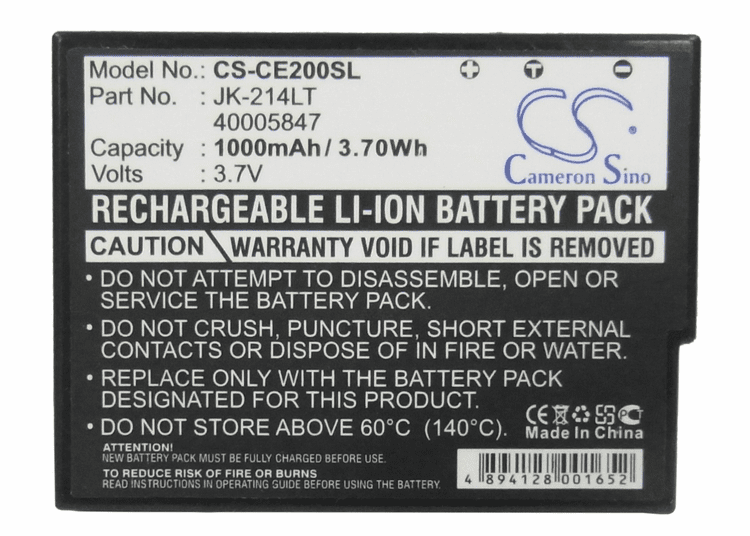 Model No.: CS-CE200SL
Part No. : JK-214LT
40005847
Capacity : 1000mAh / 3.70Wh
Volts : 3.7V
+ T -
CS
Cameron Sino
RECHARGEABLE LI-ION BATTERY PACK
CAUTION WARRANTY VOID IF LABEL IS REMOVED
• DO NOT ATTEMPT TO DISASSEMBLE, OPEN OR
SERVICE THE BATTERY PACK.
• DO NOT CRUSH, PUNCTURE, SHORT EXTERNAL
CONTACTS OR DISPOSE OF IN FIRE OR WATER.
• REPLACE ONLY WITH THE BATTERY PACK
DESIGNATED FOR THIS PRODUCT.
• DO NOT STORE ABOVE 60°C (140°C).
CE
Made In China
ATTENTION!
NEW BATTERY PACK MUST BE FULLY CHARGED BEFORE USE.
TO REDUCE RISK OF FIRE OR BURNS
READ INSTRUCTIONS IN OWNER'S MANUAL BEFORE USING THE BATTERY.
4 894128 001652